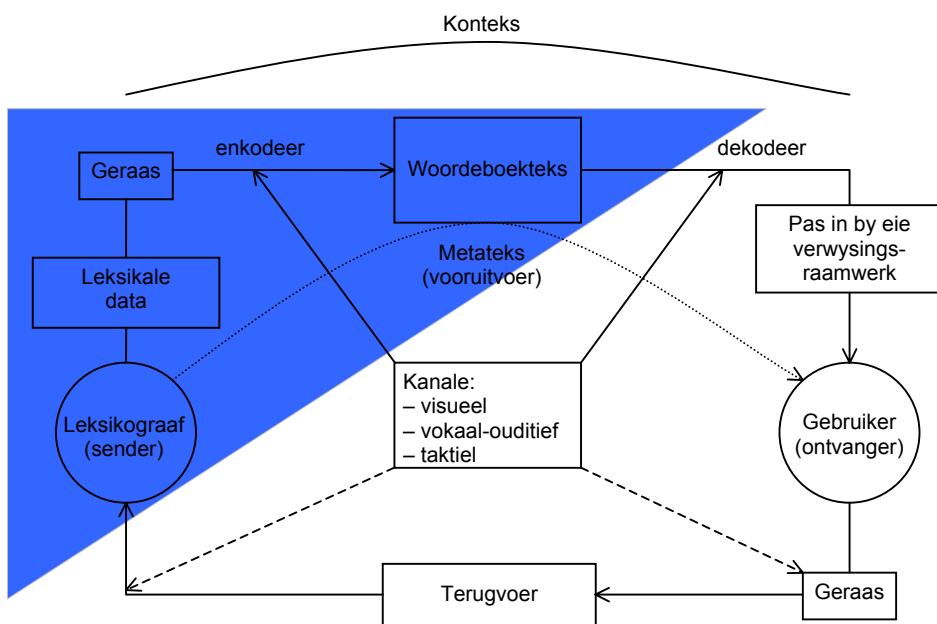 Konteks
enkodeer
dekodeer
Geraas
Woordeboekteks
Pas in by eie
verwysings-
raamwerk
Metateks
(vooruitvoer)
Leksikale
data
Kanale:
– visueel
– vokaal-ouditief
– taktiel
Leksikograaf
(sender)
Gebruiker
(ontvanger)
Terugvoer
Geraas